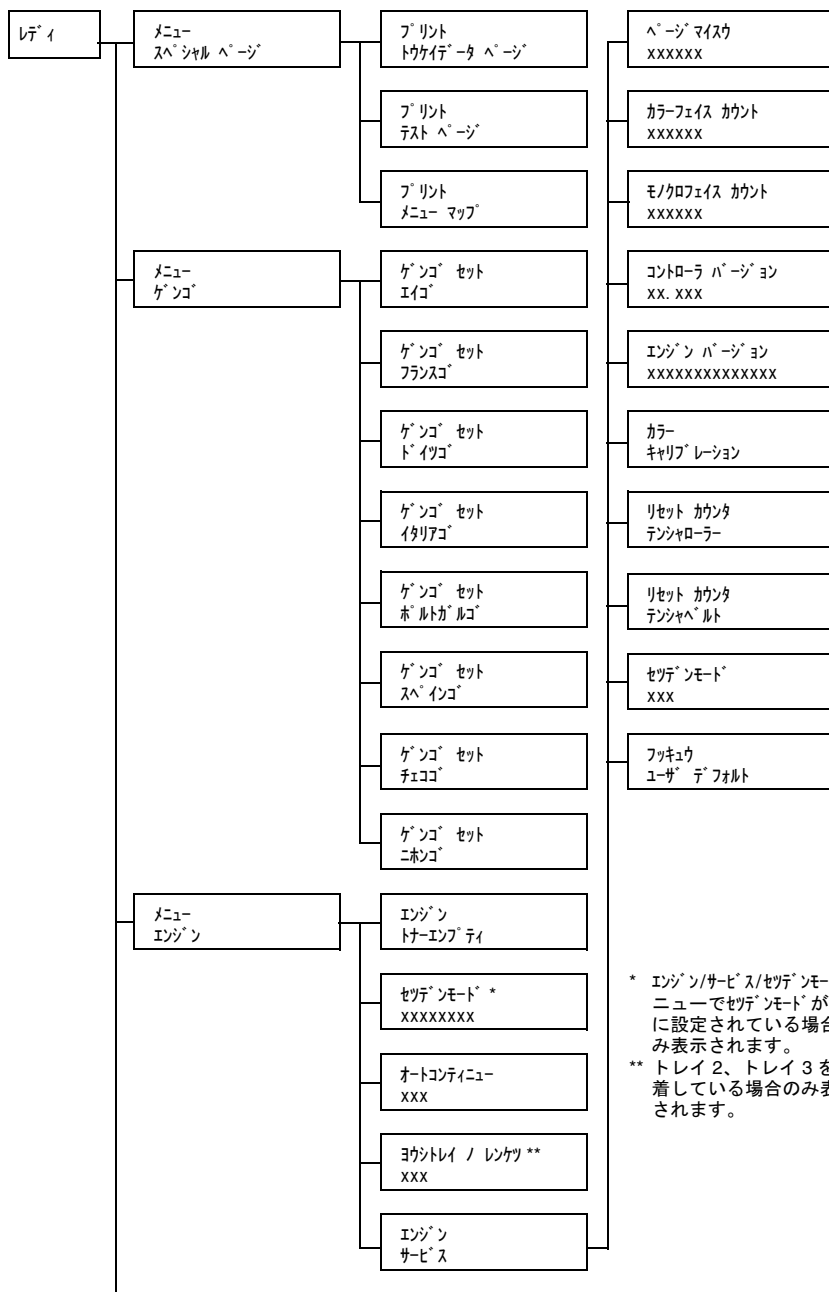 ﾚﾃﾞｨ
ﾒﾆｭｰ
ｽﾍﾟｼｬﾙ ﾍﾟｰｼﾞ
ﾌﾟﾘﾝﾄ
ﾄｳｹｲﾃﾞｰﾀ ﾍﾟｰｼﾞ
ﾌﾟﾘﾝﾄ
ﾃｽﾄ ﾍﾟｰｼﾞ
ﾌﾟﾘﾝﾄ
ﾒﾆｭｰ ﾏｯﾌﾟ
ﾒﾆｭｰ
ｹﾞﾝｺﾞ
ｹﾞﾝｺﾞ ｾｯﾄ
ｴｲｺﾞ
ｹﾞﾝｺﾞ ｾｯﾄ
ﾌﾗﾝｽｺﾞ
ｹﾞﾝｺﾞ ｾｯﾄ
ﾄﾞｲﾂｺﾞ
ｹﾞﾝｺﾞ ｾｯﾄ
ｲﾀﾘｱｺﾞ
ｹﾞﾝｺﾞ ｾｯﾄ
ﾎﾟﾙﾄｶﾞﾙｺﾞ
ｹﾞﾝｺﾞ ｾｯﾄ
ｽﾍﾟｲﾝｺﾞ
ｹﾞﾝｺﾞ ｾｯﾄ
ﾁｪｺｺﾞ
ｹﾞﾝｺﾞ ｾｯﾄ
ﾆﾎﾝｺﾞ
ﾒﾆｭｰ
ｴﾝｼﾞﾝ
ｴﾝｼﾞﾝ
ﾄﾅｰｴﾝﾌﾟﾃｨ
ｾﾂﾃﾞﾝﾓｰﾄﾞ *
xxxxxxxx
ｵｰﾄｺﾝﾃｨﾆｭｰ
xxx
ﾖｳｼﾄﾚｲ ﾉ ﾚﾝｹﾂ **
xxx
ｴﾝｼﾞﾝ
ｻｰﾋﾞｽ
ﾍﾟｰｼﾞﾏｲｽｳ
xxxxxx
ｶﾗｰﾌｪｲｽ ｶｳﾝﾄ
xxxxxx
ﾓﾉｸﾛﾌｪｲｽ ｶｳﾝﾄ
xxxxxx
ｺﾝﾄﾛｰﾗ ﾊﾞｰｼﾞｮﾝ
xx.xxx
ｴﾝｼﾞﾝ ﾊﾞｰｼﾞｮﾝ
xxxxxxxxxxxxxx
ｶﾗｰ
ｷｬﾘﾌﾞﾚｰｼｮﾝ
ﾘｾｯﾄ ｶｳﾝﾀ
ﾃﾝｼｬﾛｰﾗｰ
ﾘｾｯﾄ ｶｳﾝﾀ
ﾃﾝｼｬﾍﾞﾙﾄ
ｾﾂﾃﾞﾝﾓｰﾄﾞ
xxx
ﾌｯｷｭｳ
ﾕｰｻﾞ ﾃﾞﾌｫﾙﾄ
* ｴﾝｼﾞﾝ/ｻｰﾋﾞｽ/ｾﾂﾃﾞﾝﾓｰ
ニューでｾﾂﾃﾞﾝﾓｰﾄﾞが
に設定されている場合
み表示されます。
** トレイ 2、トレイ 3 を
着している場合のみ表
されます。